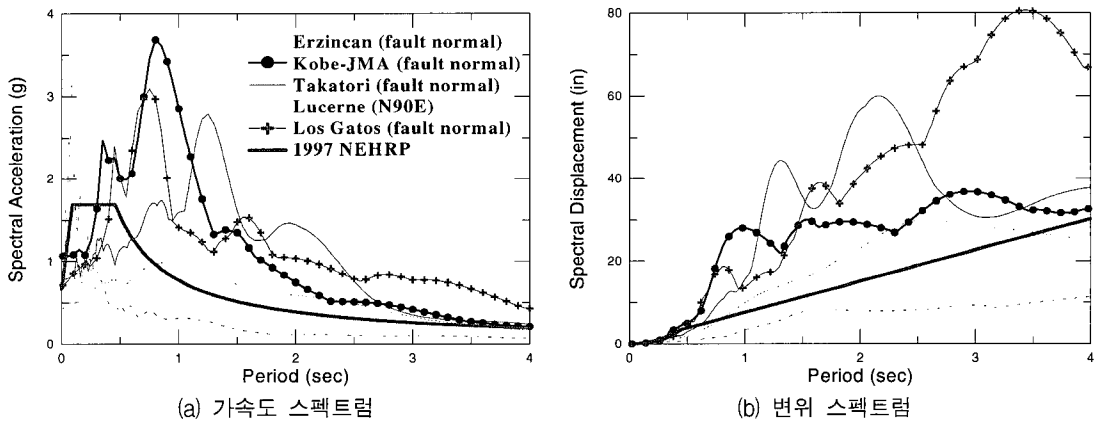 4
3
2
1
0
Spectral Acceleration (g)
Erzincan (fault normal)
Kobe-JMA (fault normal)
Takatori (fault normal)
Lucerne (N90E)
Los Gatos (fault normal)
1997 NEHRP
0 1 2 3 4
Period (sec)
(a) 가속도 스펙트럼
80
60
40
20
0
Spectral Displacement (in)
0 1 2 3 4
Period (sec)
(b) 변위 스펙트럼